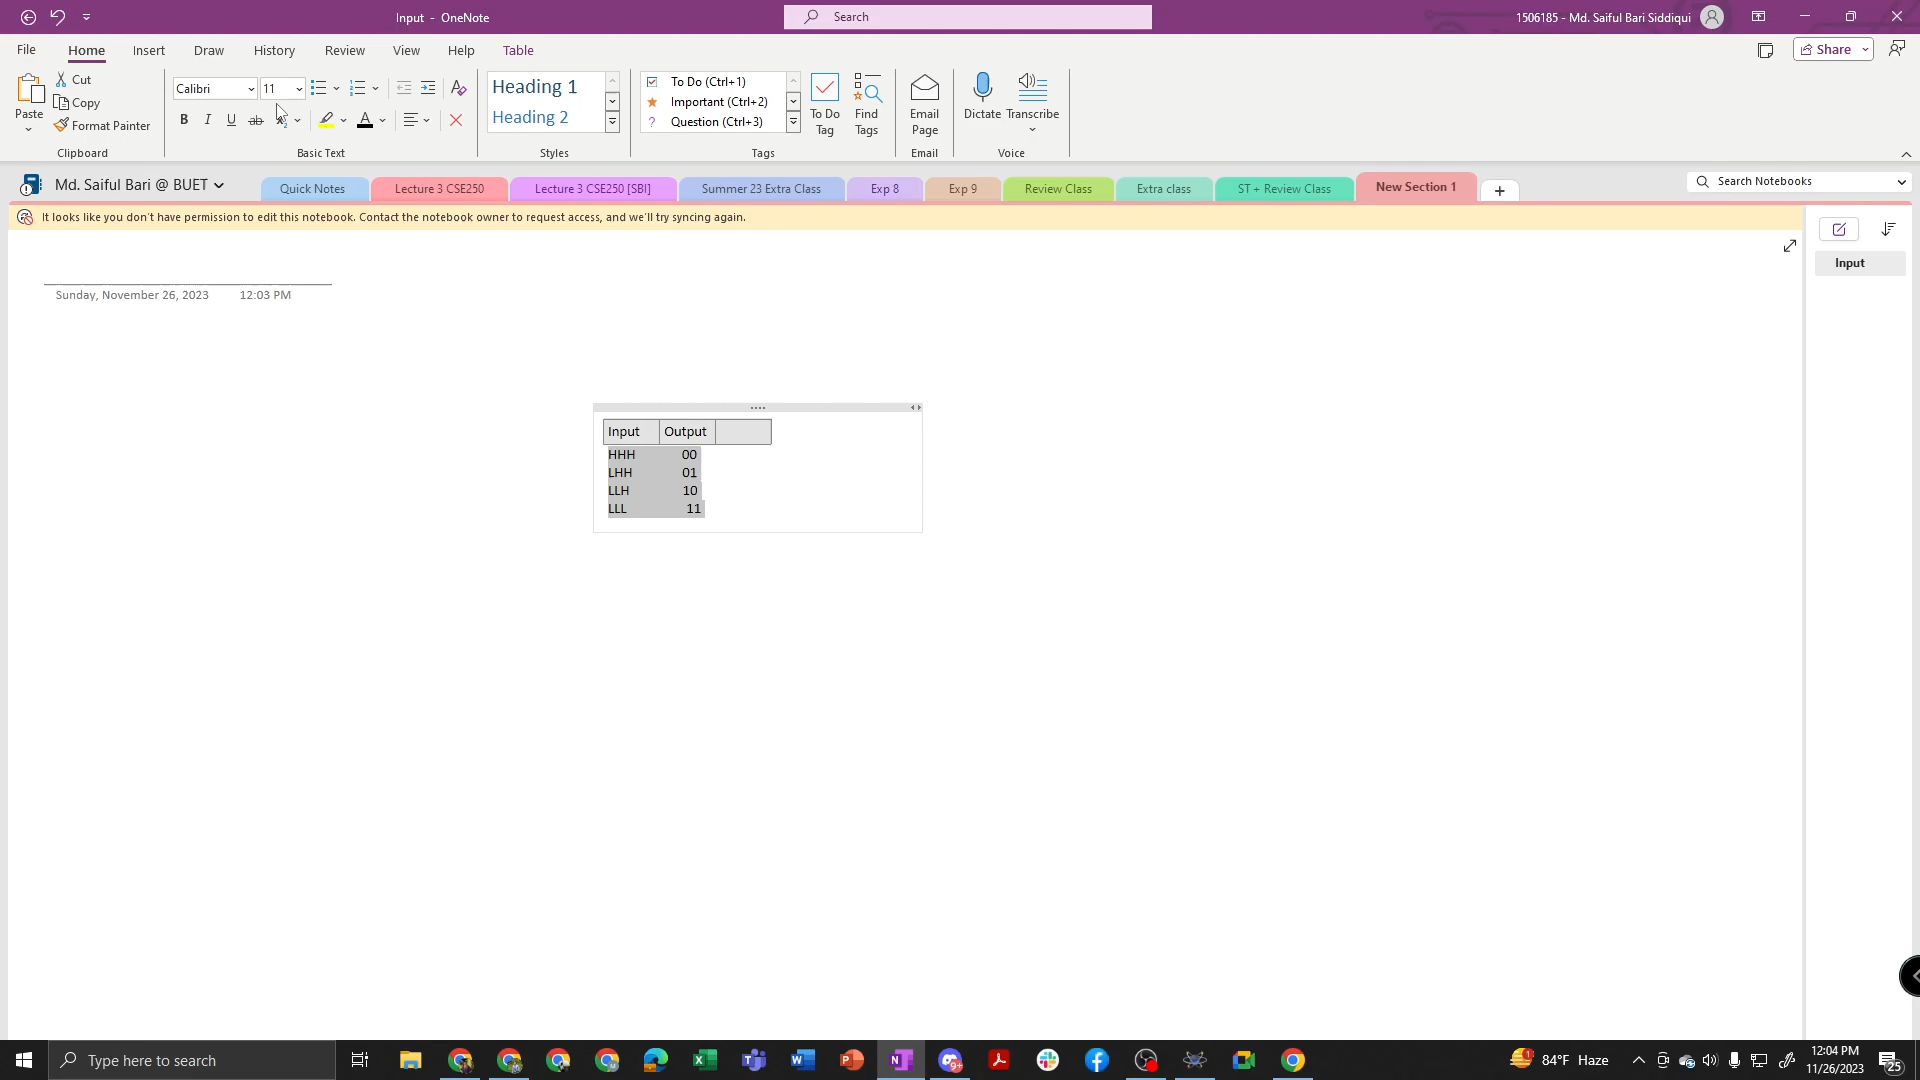 Input - OneNote
Search
1506185 - Md. Saiful Bari Siddiqui
File Home Insert Draw History Review View Help Table
Share
Paste
Cut
Copy
Format Painter
Clipboard
Calibri 11
Basic Text
Heading 1
Heading 2
Styles
To Do (Ctrl+1)
Important (Ctrl+2)
Question (Ctrl+3)
To Do Tag
Find Tags
Tags
Email Page
Email
Dictate
Transcribe
Voice
Md. Saiful Bari @ BUET
Quick Notes
Lecture 3 CSE250
Lecture 3 CSE250 [SBI]
Summer 23 Extra Class
Exp 8
Exp 9
Review Class
Extra class
ST + Review Class
New Section 1
+
Search Notebooks
It looks like you don't have permission to edit this notebook. Contact the notebook owner to request access, and we'll try syncing again.
Input
Sunday, November 26, 2023 12:03 PM
Input Output
HHH 00
LHH 01
LLH 10
LLL 11
Type here to search
9+
84°F Haze
12:04 PM
11/26/2023
25